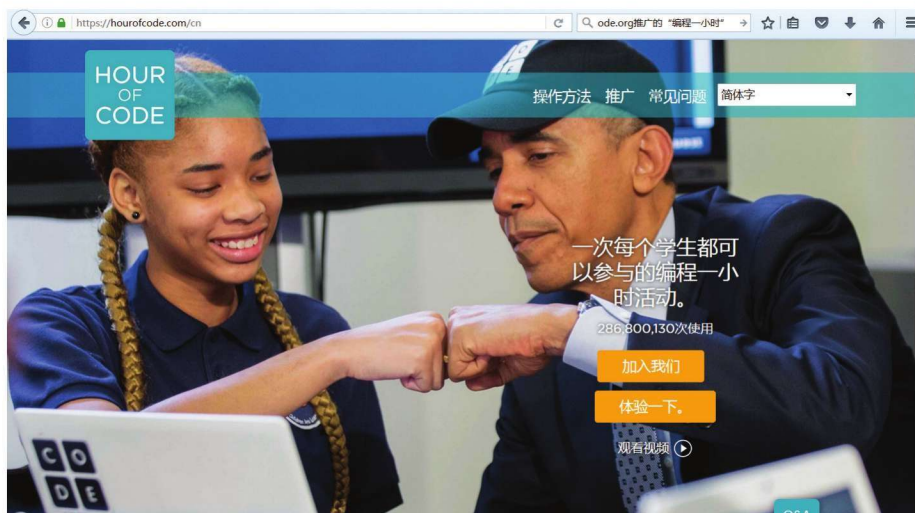 https://hourofcode.com/cn
ode.org推广的 "编程一小时"
HOUR
OF
CODE
操作方法 推广 常见问题 简体字
一次每个学生都可
以参与的编程一小
时活动。
286,800,130次使用
加入我们
体验一下。
观看视频
CO
DE